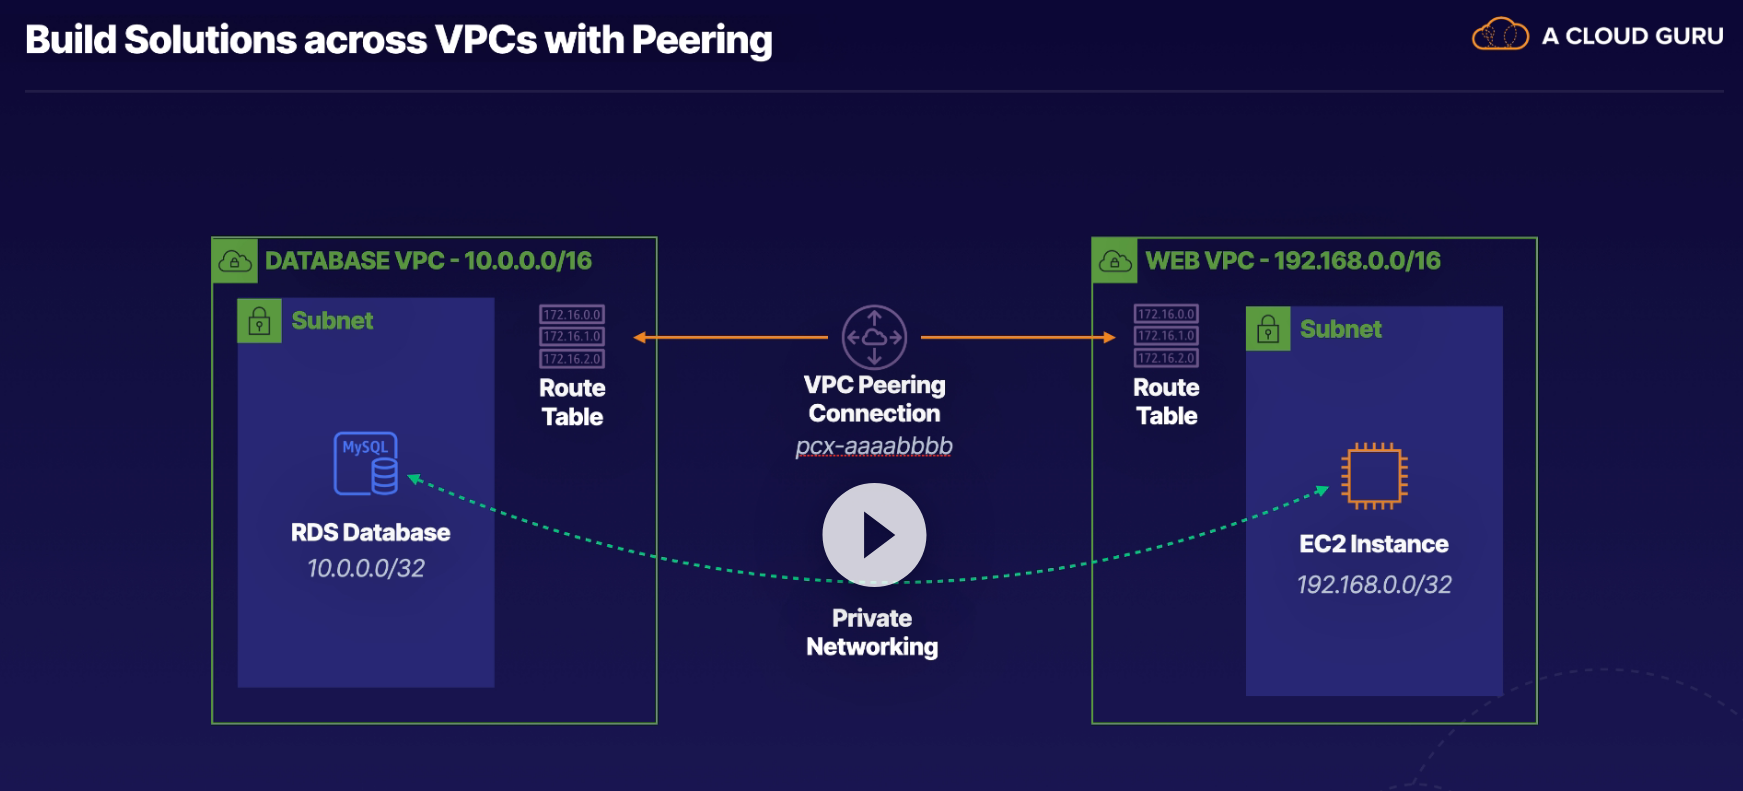 Build Solutions across VPCs with Peering
A CLOUD GURU
DATABASE VPC - 10.0.0.0/16
Subnet
172.16.0.0
172.16.1.0
172.16.2.0
Route
Table
MySQL
RDS Database
10.0.0.0/32
VPC Peering
Connection
pcx-aaaabbbb
Private
Networking
WEB VPC - 192.168.0.0/16
172.16.0.0
172.16.1.0
172.16.2.0
Route
Table
Subnet
EC2 Instance
192.168.0.0/32